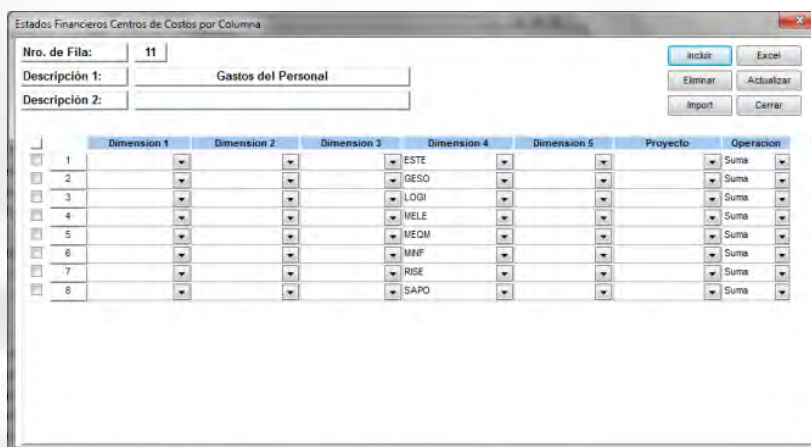 Estados Financieros Centros de Costos por Columna
Nro. de Fila: 11
Incluir Excel
Descripción 1: Gastos del Personal
Eliminar Actualizar
Descripción 2:
Import Cerrar
Dimension 1 Dimension 2 Dimension 3 Dimension 4 Dimension 5 Proyecto Operacion
1 ESTE Suma
2 GESO Suma
3 LOGI Suma
4 MELE Suma
5 MEQM Suma
6 MINF Suma
7 RISE Suma
8 SAPO Suma